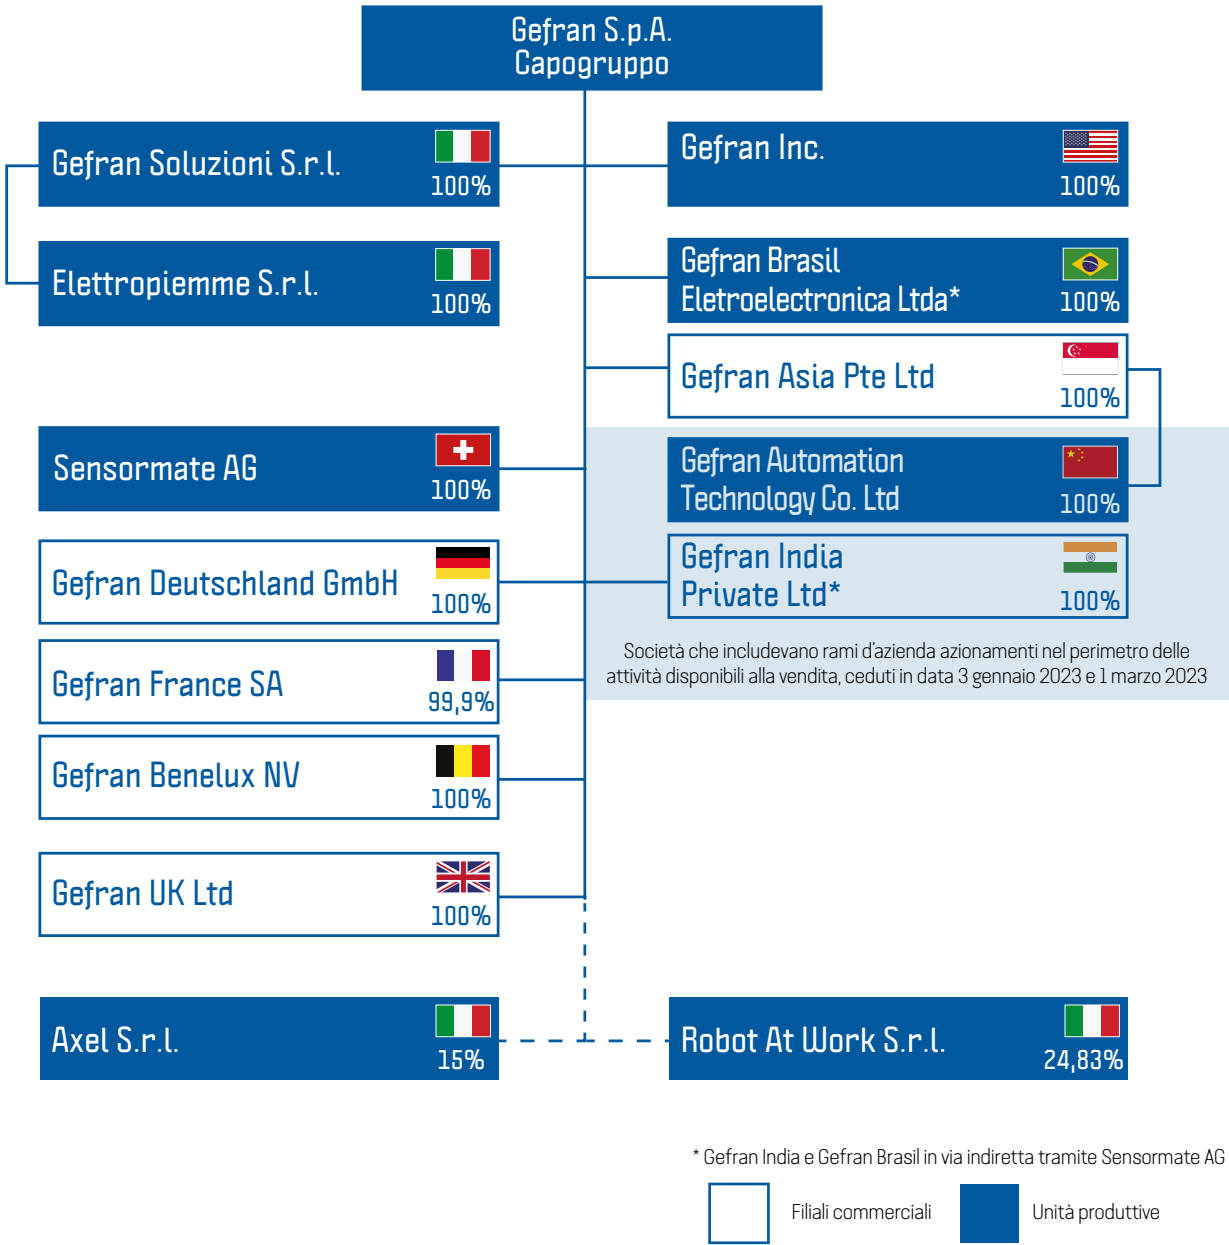 Gefran S.p.A.
Capogruppo
Gefran Soluzioni S.r.l.
100%
Elettropiemme S.r.l.
100%
Sensormate AG
100%
Gefran Deutschland GmbH
100%
Gefran France SA
99,9%
Gefran Benelux NV
100%
Gefran UK Ltd
100%
Axel S.r.l.
15%
Gefran Inc.
100%
Gefran Brasil
Eletroelectronica Ltda*
100%
Gefran Asia Pte Ltd
100%
Gefran Automation
Technology Co. Ltd
100%
Gefran India
Private Ltd*
100%
Società che includevano rami d'azienda azionamenti nel perimetro delle
attività disponibili alla vendita, ceduti in data 3 gennaio 2023 e 1 marzo 2023
Robot At Work S.r.l.
24,83%
* Gefran India e Gefran Brasil in via indiretta tramite Sensormate AG
Filiali commerciali
Unità produttive